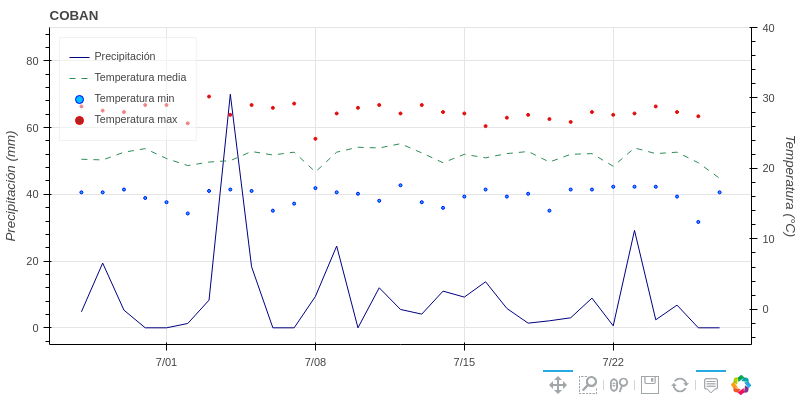 COBAN
Precipitación
Temperatura media
Temperatura min
Temperatura max
Precipitación (mm)
80
60
40
20
0
40
30
20
10
0
Temperatura (°C)
7/01
7/08
7/15
7/22